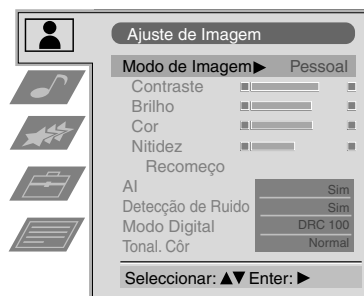 Ajuste de Imagem
Modo de Imagem▶ Pessoal
Contraste
Brilho
Cor
Nitidez
Recomeço
AI Sim
Detecção de Ruido Sim
Modo Digital DRC 100
Tonal. Côr Normal
Seleccionar: ▲▼ Enter: ▶